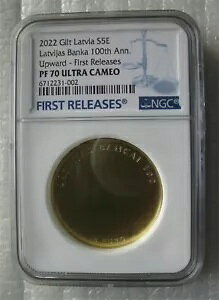 2022 Gilt Latvia S5E
Latvijas Banka 100th Ann.
Upward - First Releases
PF 70 ULTRA CAMEO
6712231-002
FIRST RELEASES
NGC